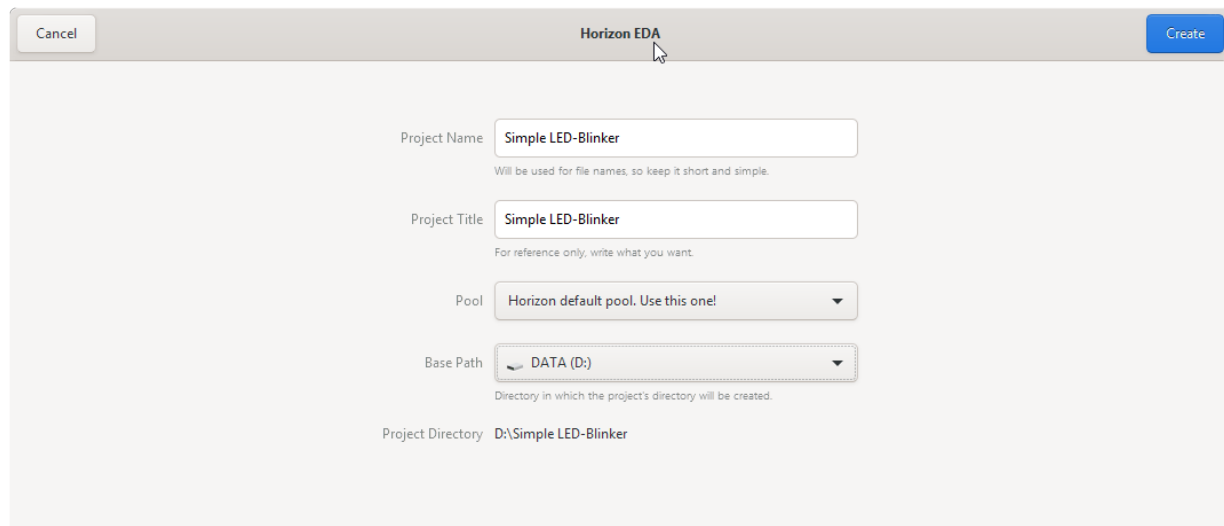 Cancel
Horizon EDA
Create
Project Name
Simple LED-Blinker
Will be used for file names, so keep it short and simple.
Project Title
Simple LED-Blinker
For reference only, write what you want.
Pool
Horizon default pool. Use this one!
Base Path
DATA (D:)
Directory in which the project's directory will be created.
Project Directory
D:\Simple LED-Blinker